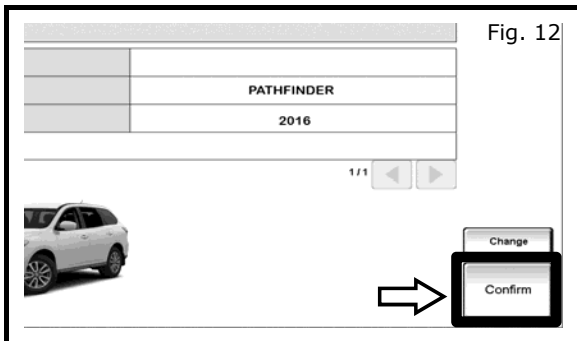 Fig. 12
PATHFINDER
2016
1/1
Change
Confirm